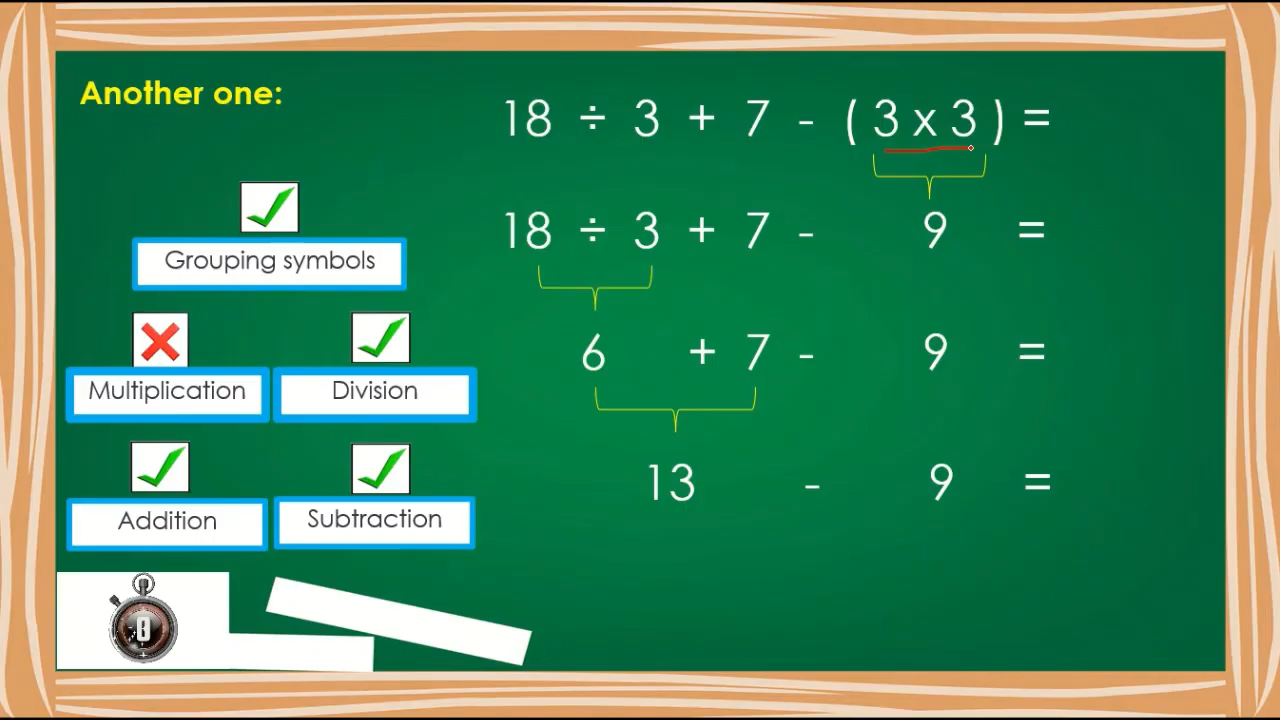 Another one:
18 ÷ 3 + 7 - ( 3 x 3 ) =
18 ÷ 3 + 7 - 9 =
6 + 7 - 9 =
13 - 9 =
Grouping symbols
Multiplication
Division
Addition
Subtraction
0